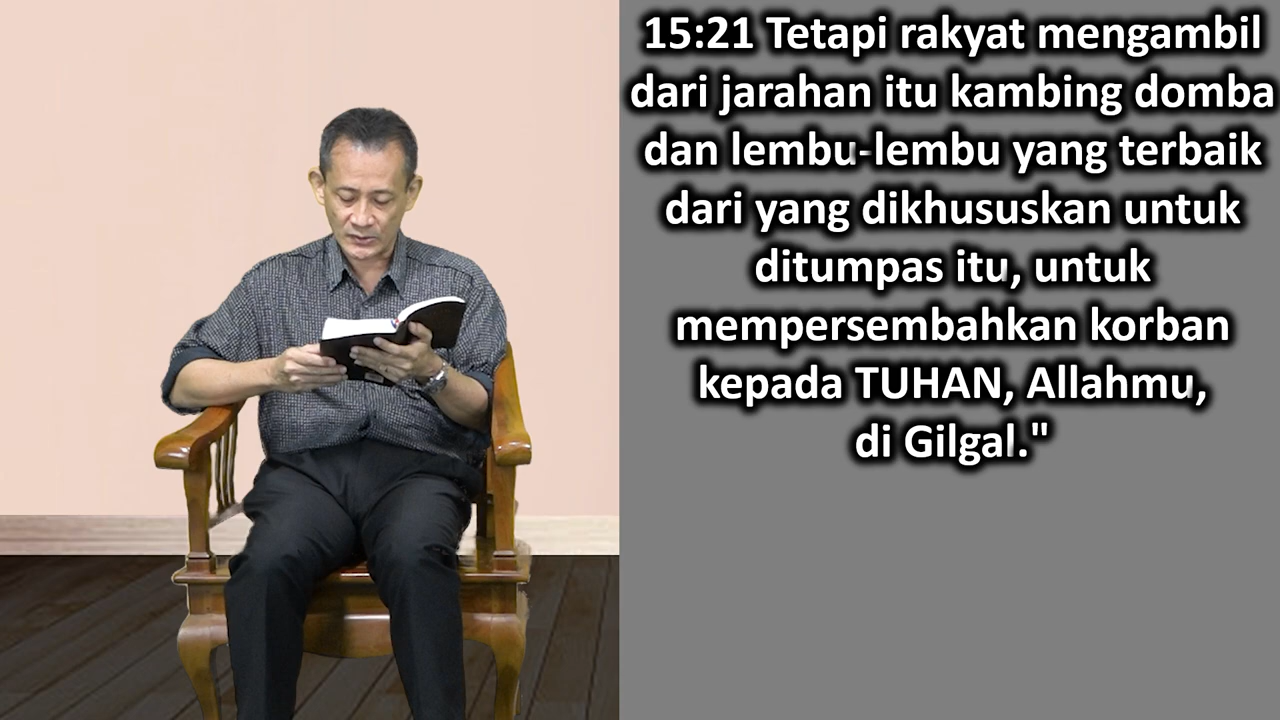 15:21 Tetapi rakyat mengambil
dari jarahan itu kambing domba
dan lembu-lembu yang terbaik
dari yang dikhususkan untuk
ditumpas itu, untuk
mempersembahkan korban
kepada TUHAN, Allahmu,
di Gilgal."